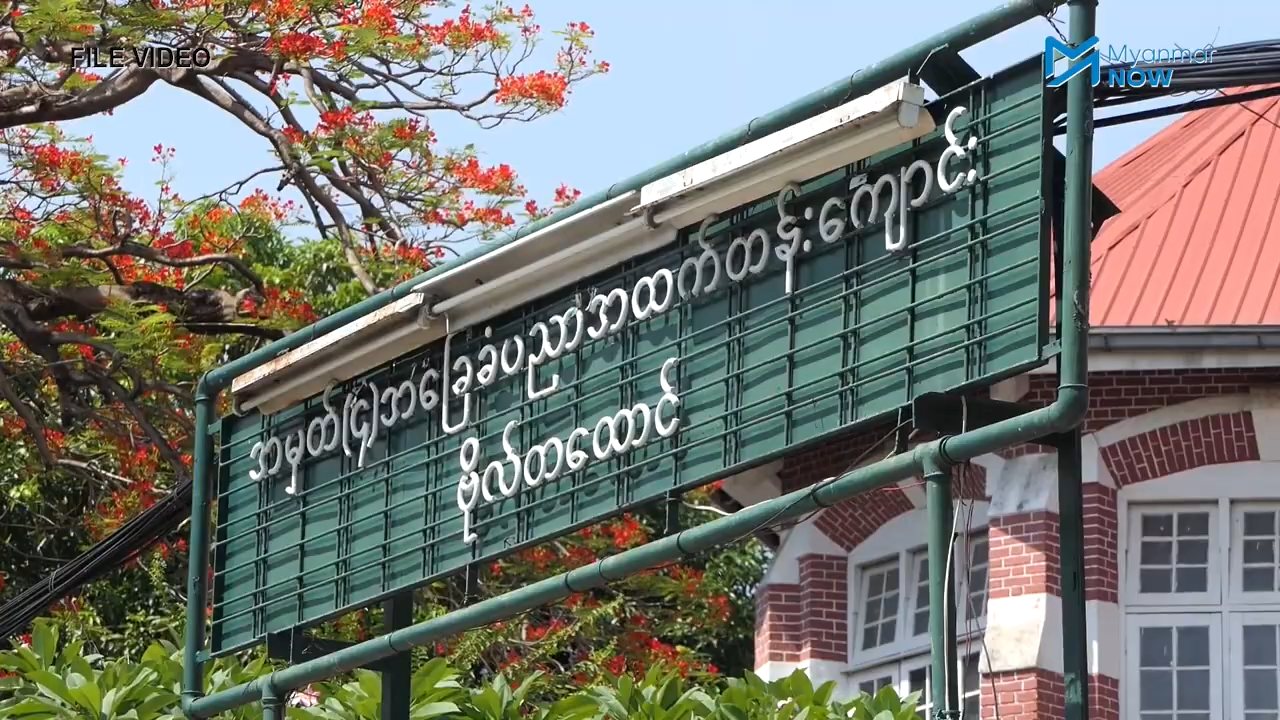 FILE VIDEO
Myanmar
NOW
အမှတ်(၄)အခြေခံပညာအထက်တန်းကျောင်း
ဗိုလ်တထောင်